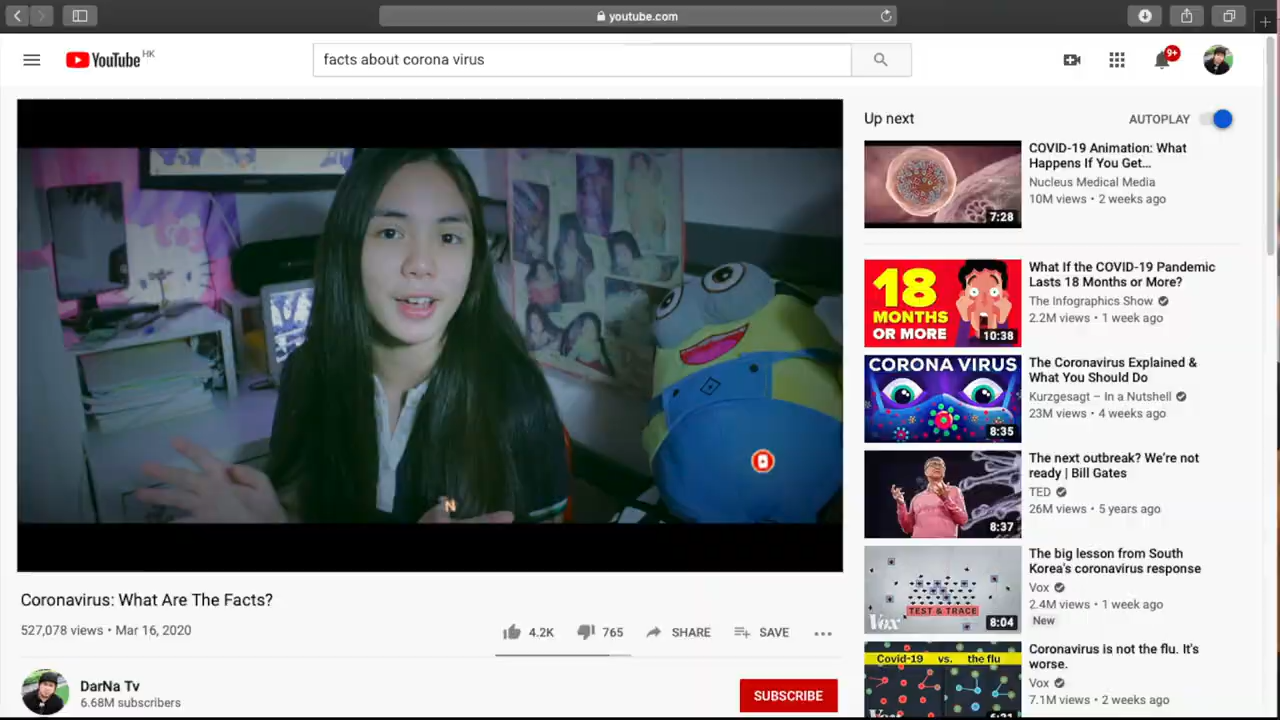 youtube.com
YouTube HK
facts about corona virus
9+
Up next
AUTOPLAY
COVID-19 Animation: What
Happens If You Get...
Nucleus Medical Media
10M views • 2 weeks ago
7:28
What If the COVID-19 Pandemic
Lasts 18 Months or More?
The Infographics Show
2.2M views • 1 week ago
18
MONTHS
OR MORE
10:38
The Coronavirus Explained &
What You Should Do
Kurzgesagt – In a Nutshell
23M views • 4 weeks ago
CORONA VIRUS
8:35
The next outbreak? We're not
ready | Bill Gates
TED
26M views • 5 years ago
8:37
The big lesson from South
Korea's coronavirus response
Vox
2.4M views • 1 week ago
New
TEST & TRACE
Vox
8:04
Coronavirus is not the flu. It's
worse.
Vox
7.1M views • 2 weeks ago
Covid-19 vs. the flu
Vox
N
Coronavirus: What Are The Facts?
527,078 views • Mar 16, 2020
4.2K
765
SHARE
SAVE
DarNa Tv
6.68M subscribers
SUBSCRIBE